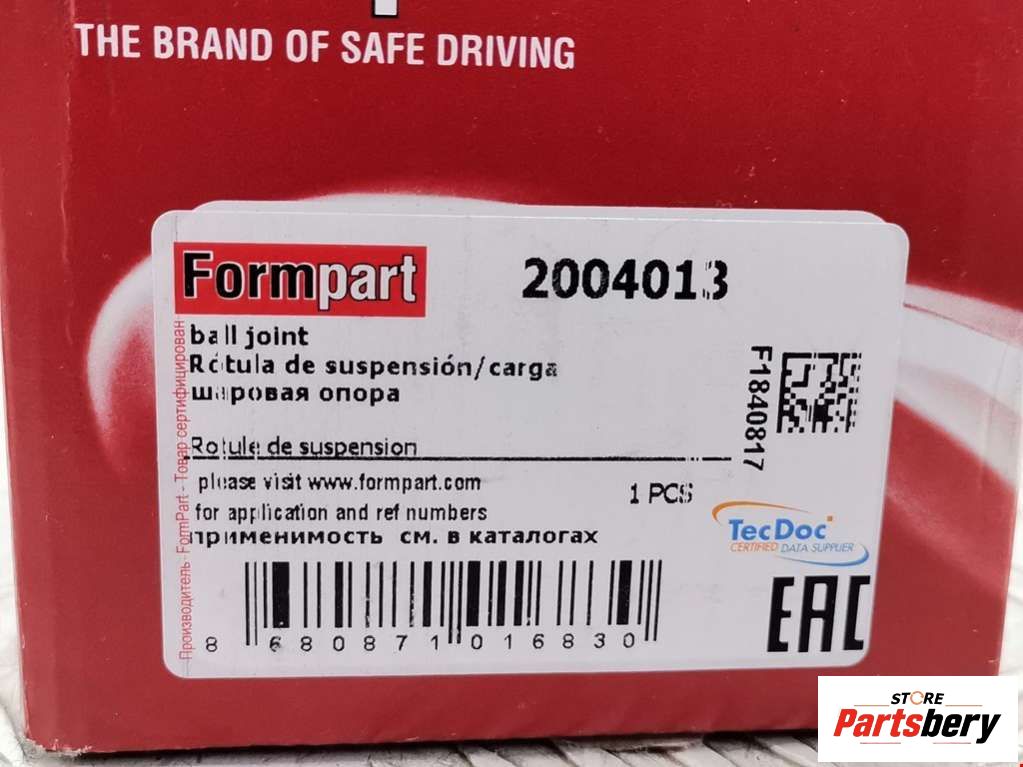 THE BRAND OF SAFE DRIVING
Formpart
2004013
ball joint
Rótula de suspensión/carga
шаровая опора
Rotule de suspension
please visit www.formpart.com
for application and ref numbers
применимость см. в каталогах
1 PCS
F1840817
TecDoc
CERTIFIED DATA SUPPLIER
EAC
Производитель - FormPart - Товар сертифицирован
8 680871 016830
STORE
Partsbery